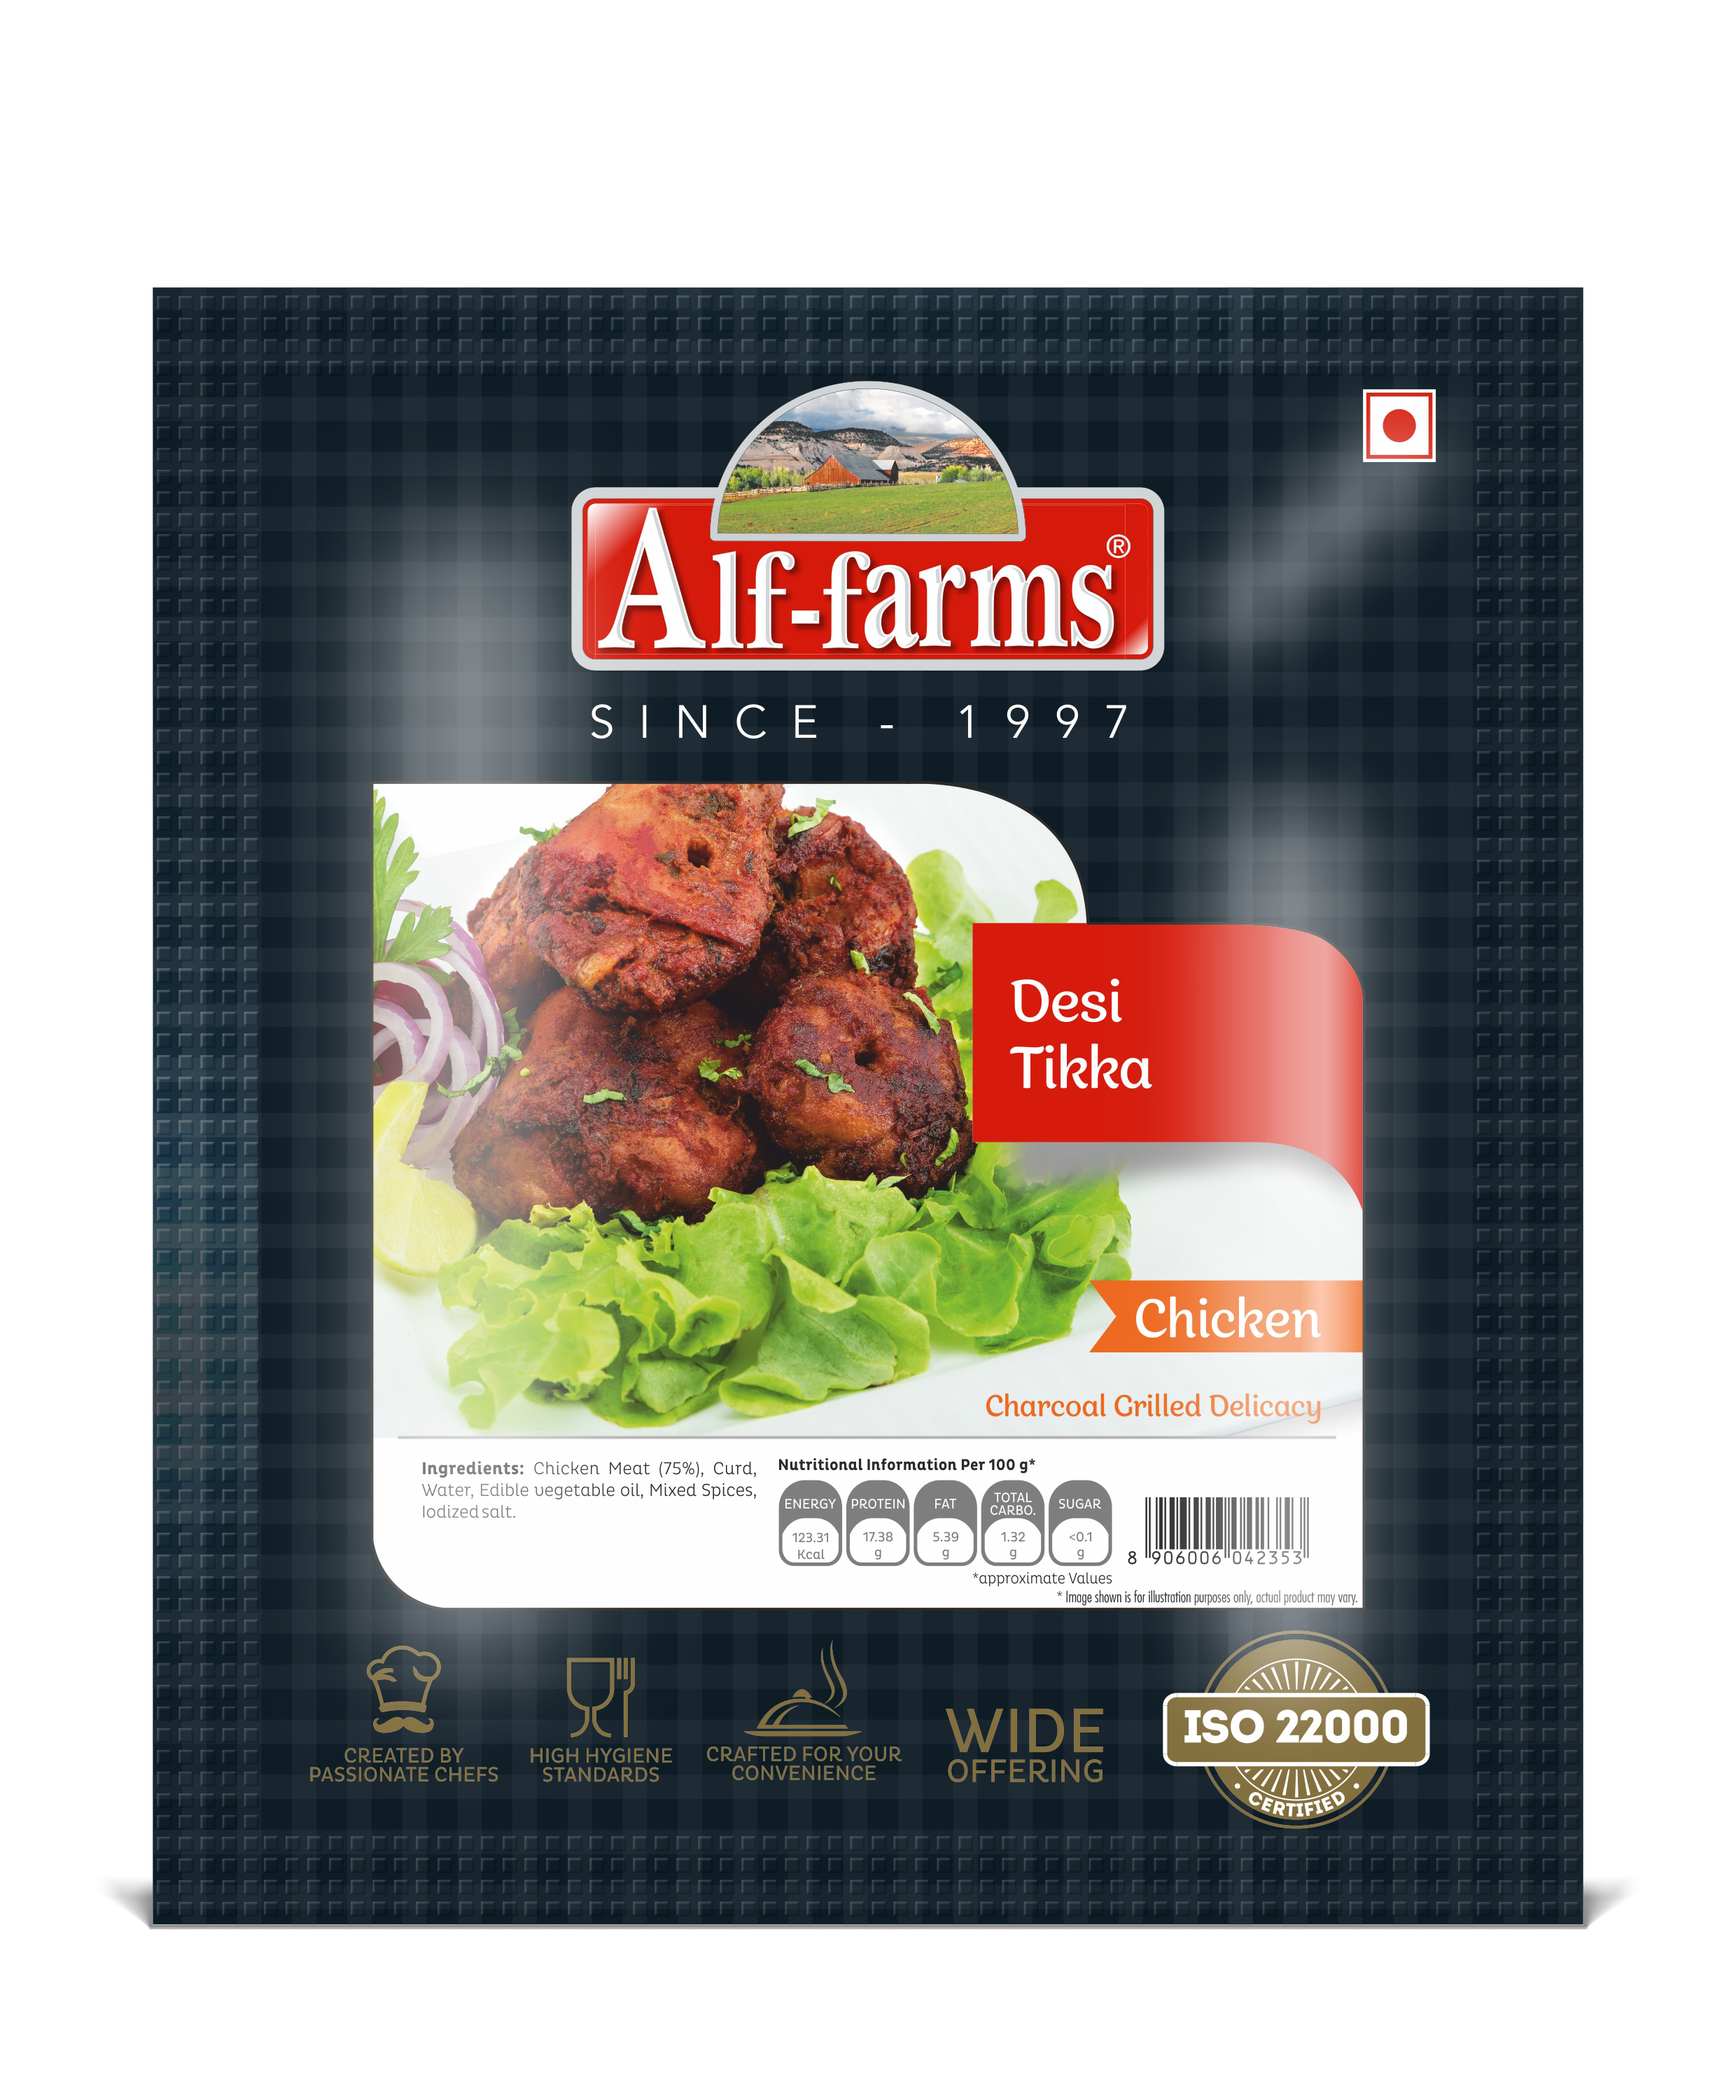 Alf-farms®
SINCE - 1997
Desi
Tikka
Chicken
Charcoal Grilled Delicacy
Ingredients: Chicken Meat (75%), Curd,
Water, Edible vegetable oil, Mixed Spices,
Iodized salt.
Nutritional Information Per 100 g*
ENERGY PROTEIN FAT TOTAL CARBO. SUGAR
123.31 Kcal 17.38 g 5.39 g 1.32 g <0.1 g
*approximate Values
8 906006 042353
* Image shown is for illustration purposes only, actual product may vary.
CREATED BY
PASSIONATE CHEFS
HIGH HYGIENE
STANDARDS
CRAFTED FOR YOUR
CONVENIENCE
WIDE
OFFERING
ISO 22000
• CERTIFIED •